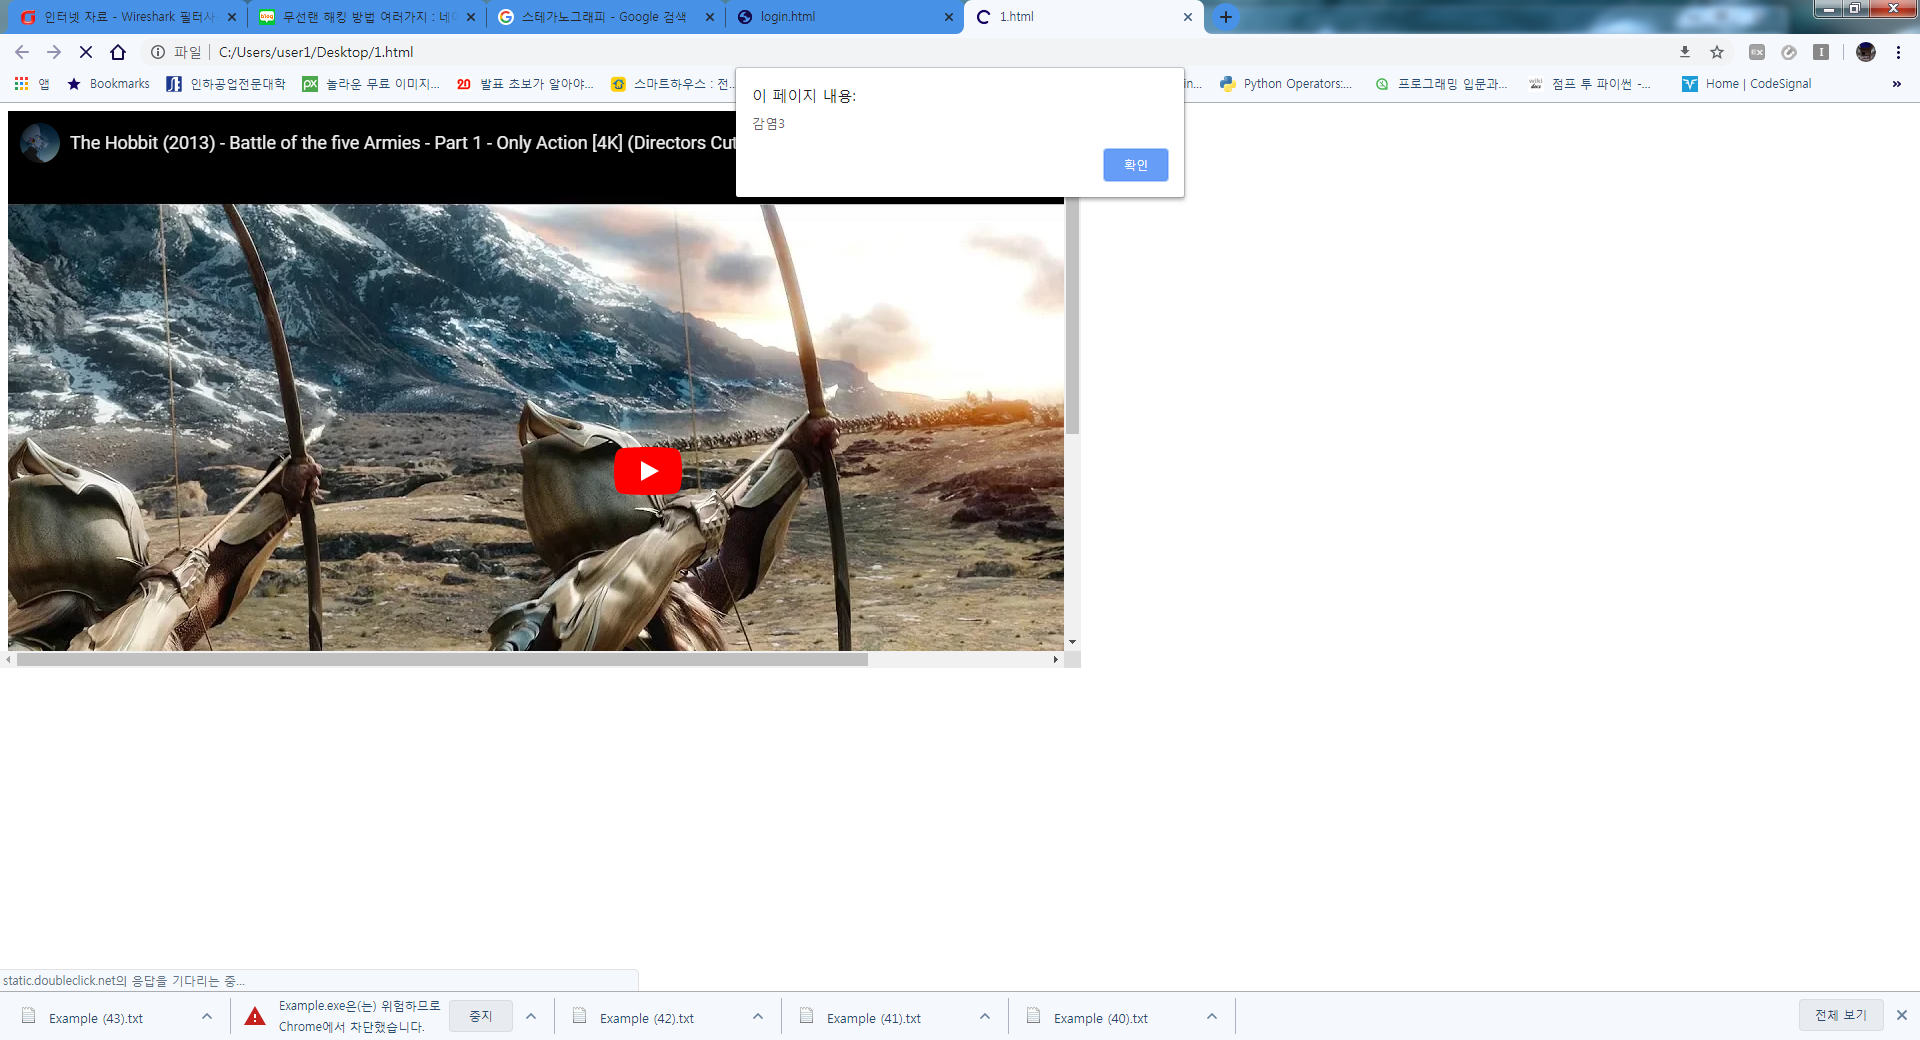 인터넷 자료 - Wireshark 필터사
무선랜 해킹 방법 여러가지 : 네이
스테가노그래피 - Google 검색
login.html
1.html
파일 C:/Users/user1/Desktop/1.html
앱
Bookmarks
인하공업전문대학
놀라운 무료 이미지...
발표 초보가 알아야...
스마트하우스 : 전...
in...
Python Operators:...
프로그래밍 입문과...
점프 투 파이썬 -...
Home | CodeSignal
이 페이지 내용:
감염3
확인
The Hobbit (2013) - Battle of the five Armies - Part 1 - Only Action [4K] (Directors Cut
static.doubleclick.net의 응답을 기다리는 중...
Example (43).txt
Example.exe은(는) 위험하므로
Chrome에서 차단했습니다.
중지
Example (42).txt
Example (41).txt
Example (40).txt
전체 보기